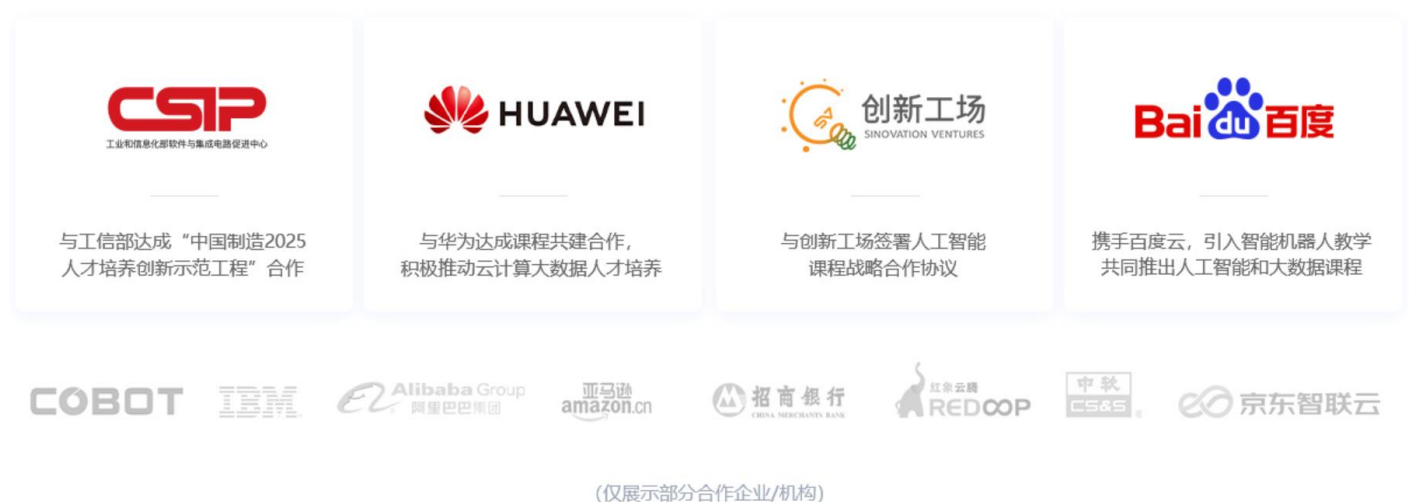 CSIP
工业和信息化部软件与集成电路促进中心
与工信部达成“中国制造2025
人才培养创新示范工程”合作
HUAWEI
与华为达成课程共建合作，
积极推动云计算大数据人才培养
创新工场
SINOVATION VENTURES
与创新工场签署人工智能
课程战略合作协议
Bai du 百度
携手百度云，引入智能机器人教学
共同推出人工智能和大数据课程
COBOT
IBM
Alibaba Group
阿里巴巴集团
亚马逊
amazon.cn
招商银行
CHINA MERCHANTS BANK
红象云腾
REDOOP
中软
CS&S
京东智联云
（仅展示部分合作企业/机构）